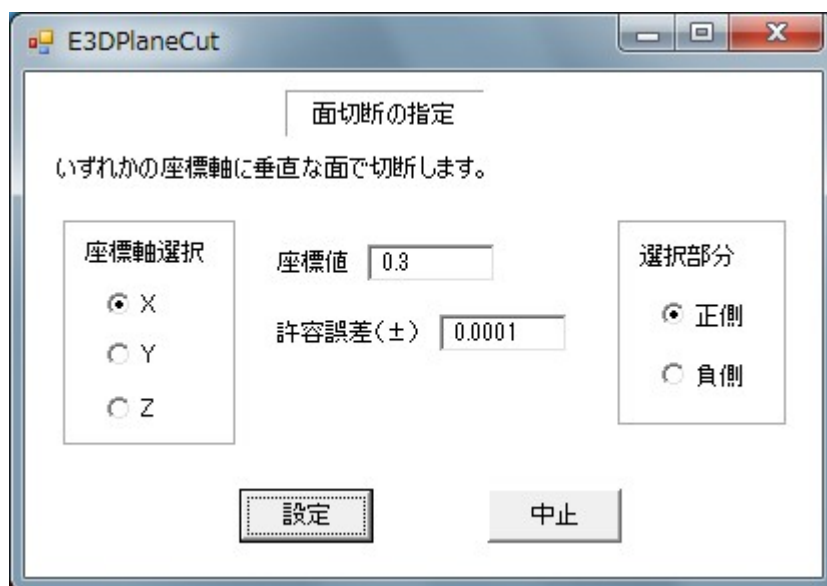 E3DPlaneCut
面切断の指定
いずれかの座標軸に垂直な面で切断します。
座標軸選択
X
Y
Z
座標値 0.3
許容誤差(±) 0.0001
選択部分
正側
負側
設定
中止